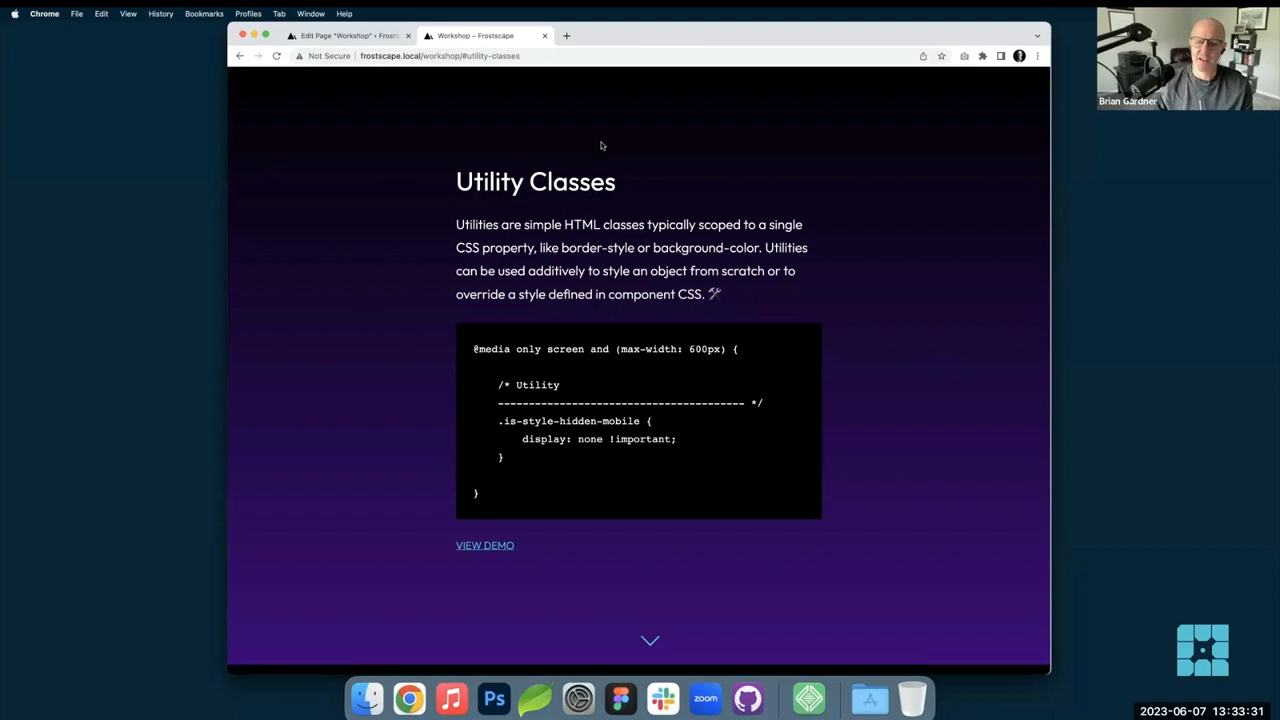 Chrome File Edit View History Bookmarks Profiles Tab Window Help
Edit Page "Workshop" ‹ Frosts
Workshop – Frostscape
Not Secure frostscape.local/workshop/#utility-classes
Brian Gardner
Utility Classes
Utilities are simple HTML classes typically scoped to a single
CSS property, like border-style or background-color. Utilities
can be used additively to style an object from scratch or to
override a style defined in component CSS. 🛠
@media only screen and (max-width: 600px) {
/* Utility
---------------------------------------- */
.is-style-hidden-mobile {
display: none !important;
}
}
VIEW DEMO
Ps
zoom
2023-06-07 13:33:31